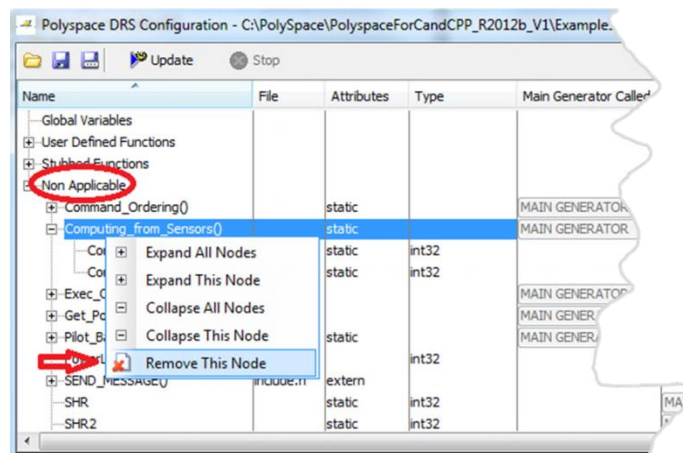 Polyspace DRS Configuration - C:\PolySpace\PolyspaceForCandCPP_R2012b_V1\Example.
Update Stop
Name File Attributes Type Main Generator Called
Global Variables
User Defined Functions
Stubbed Functions
Non Applicable
Command_Ordering() static MAIN GENERATOR
Computing_from_Sensors() static MAIN GENERATOR
Expand All Nodes static int32
Expand This Node static int32
Collapse All Nodes MAIN GENERATOR
Collapse This Node MAIN GENER
static MAIN GENERA
Remove This Node int32
SEND_MESSAGE() include.h extern
SHR static int32 MA
SHR2 static int32